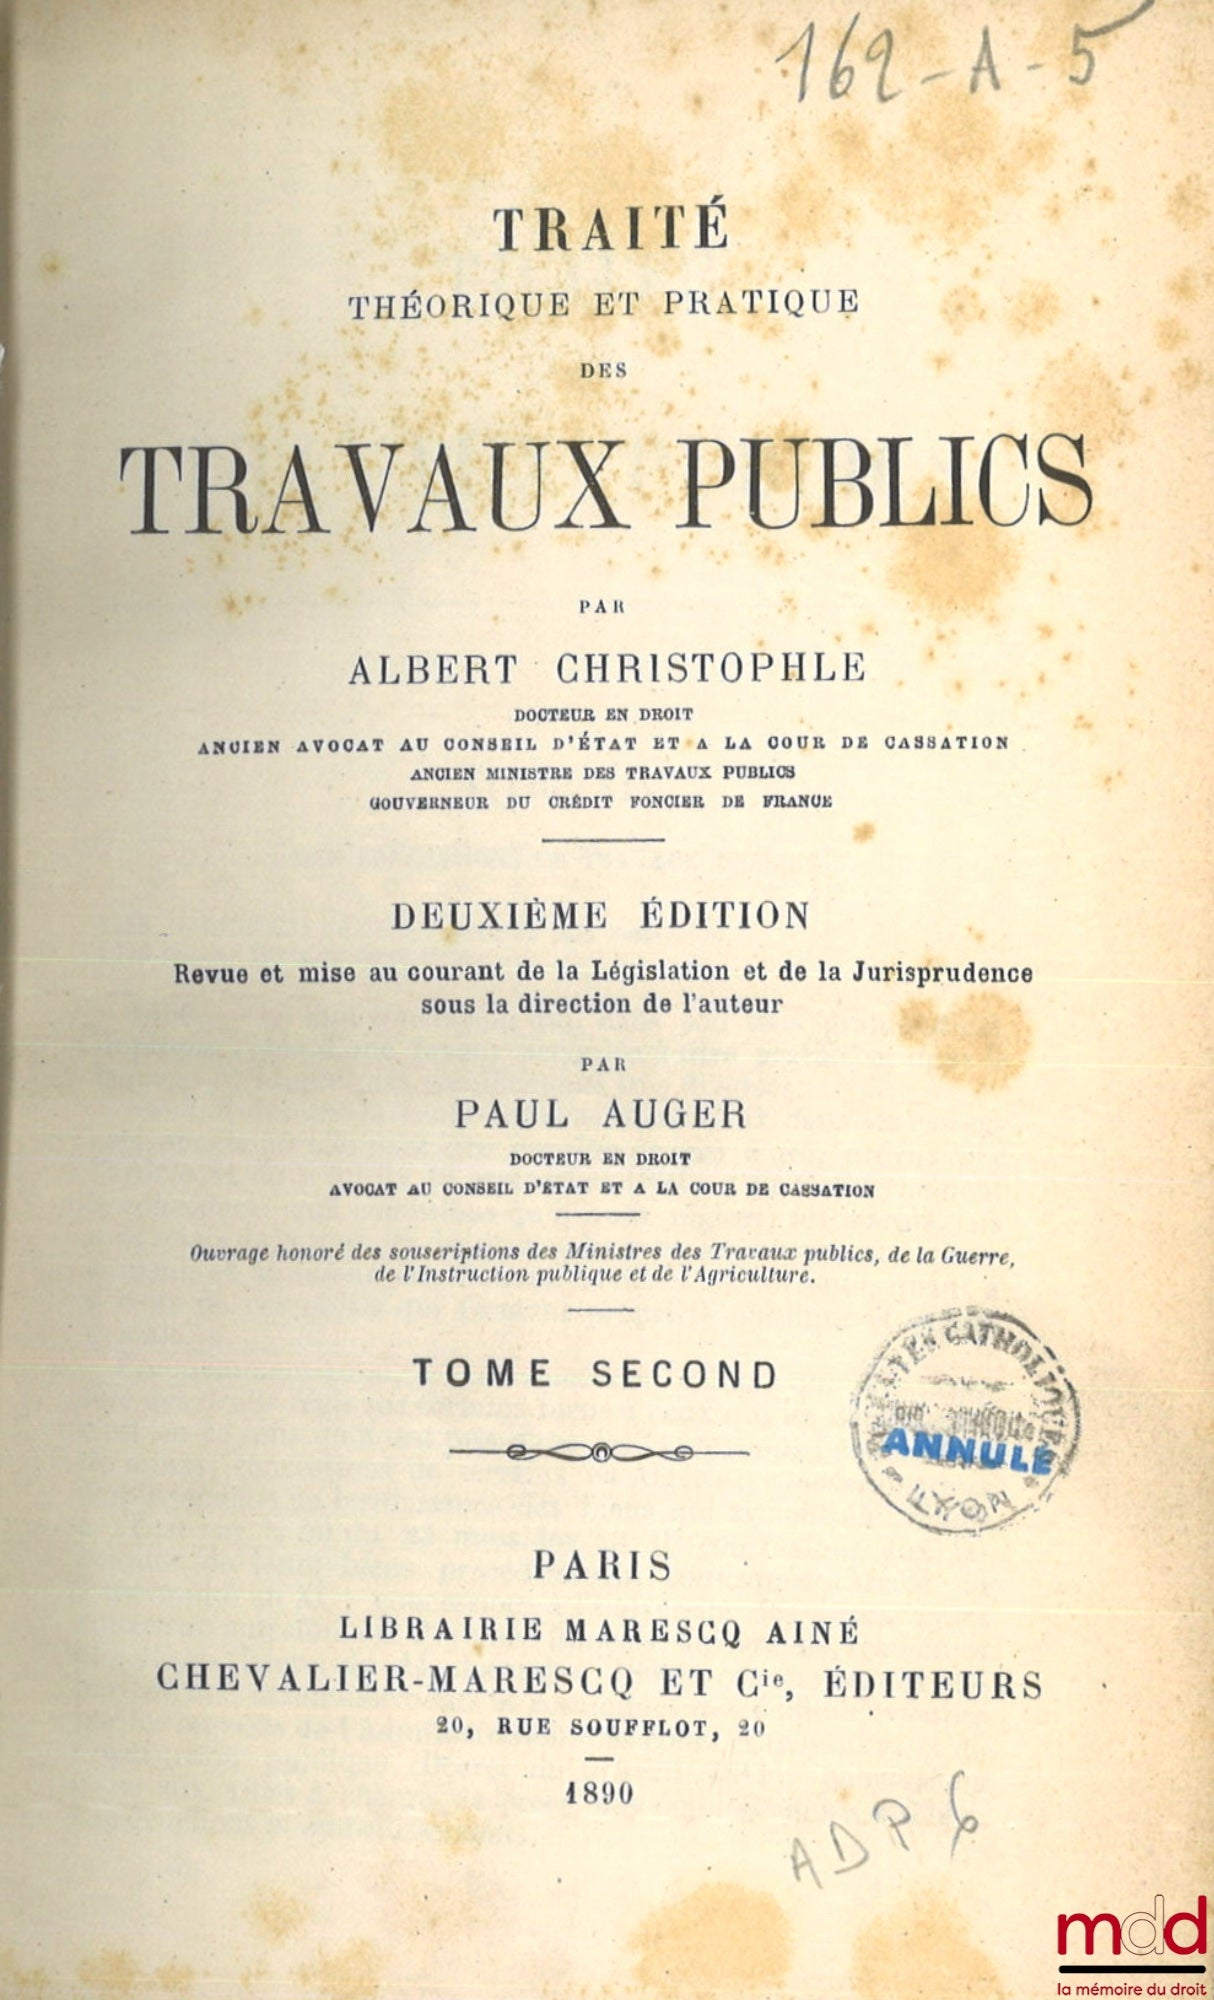 162-A-5
TRAITÉ
THÉORIQUE ET PRATIQUE
DES
TRAVAUX PUBLICS
PAR
ALBERT CHRISTOPHLE
DOCTEUR EN DROIT
ANCIEN AVOCAT AU CONSEIL D'ÉTAT ET A LA COUR DE CASSATION
ANCIEN MINISTRE DES TRAVAUX PUBLICS
GOUVERNEUR DU CRÉDIT FONCIER DE FRANCE
DEUXIÈME ÉDITION
Revue et mise au courant de la Législation et de la Jurisprudence
sous la direction de l'auteur
PAR
PAUL AUGER
DOCTEUR EN DROIT
AVOCAT AU CONSEIL D'ÉTAT ET A LA COUR DE CASSATION
Ouvrage honoré des souscriptions des Ministres des Travaux publics, de la Guerre,
de l'Instruction publique et de l'Agriculture.
TOME SECOND
CATHOLIQUES
ANNULÉ
LYON
PARIS
LIBRAIRIE MARESCQ AINÉ
CHEVALIER-MARESCQ ET Cie, ÉDITEURS
20, RUE SOUFFLOT, 20
1890
ADP 6
mdd
la mémoire du droit